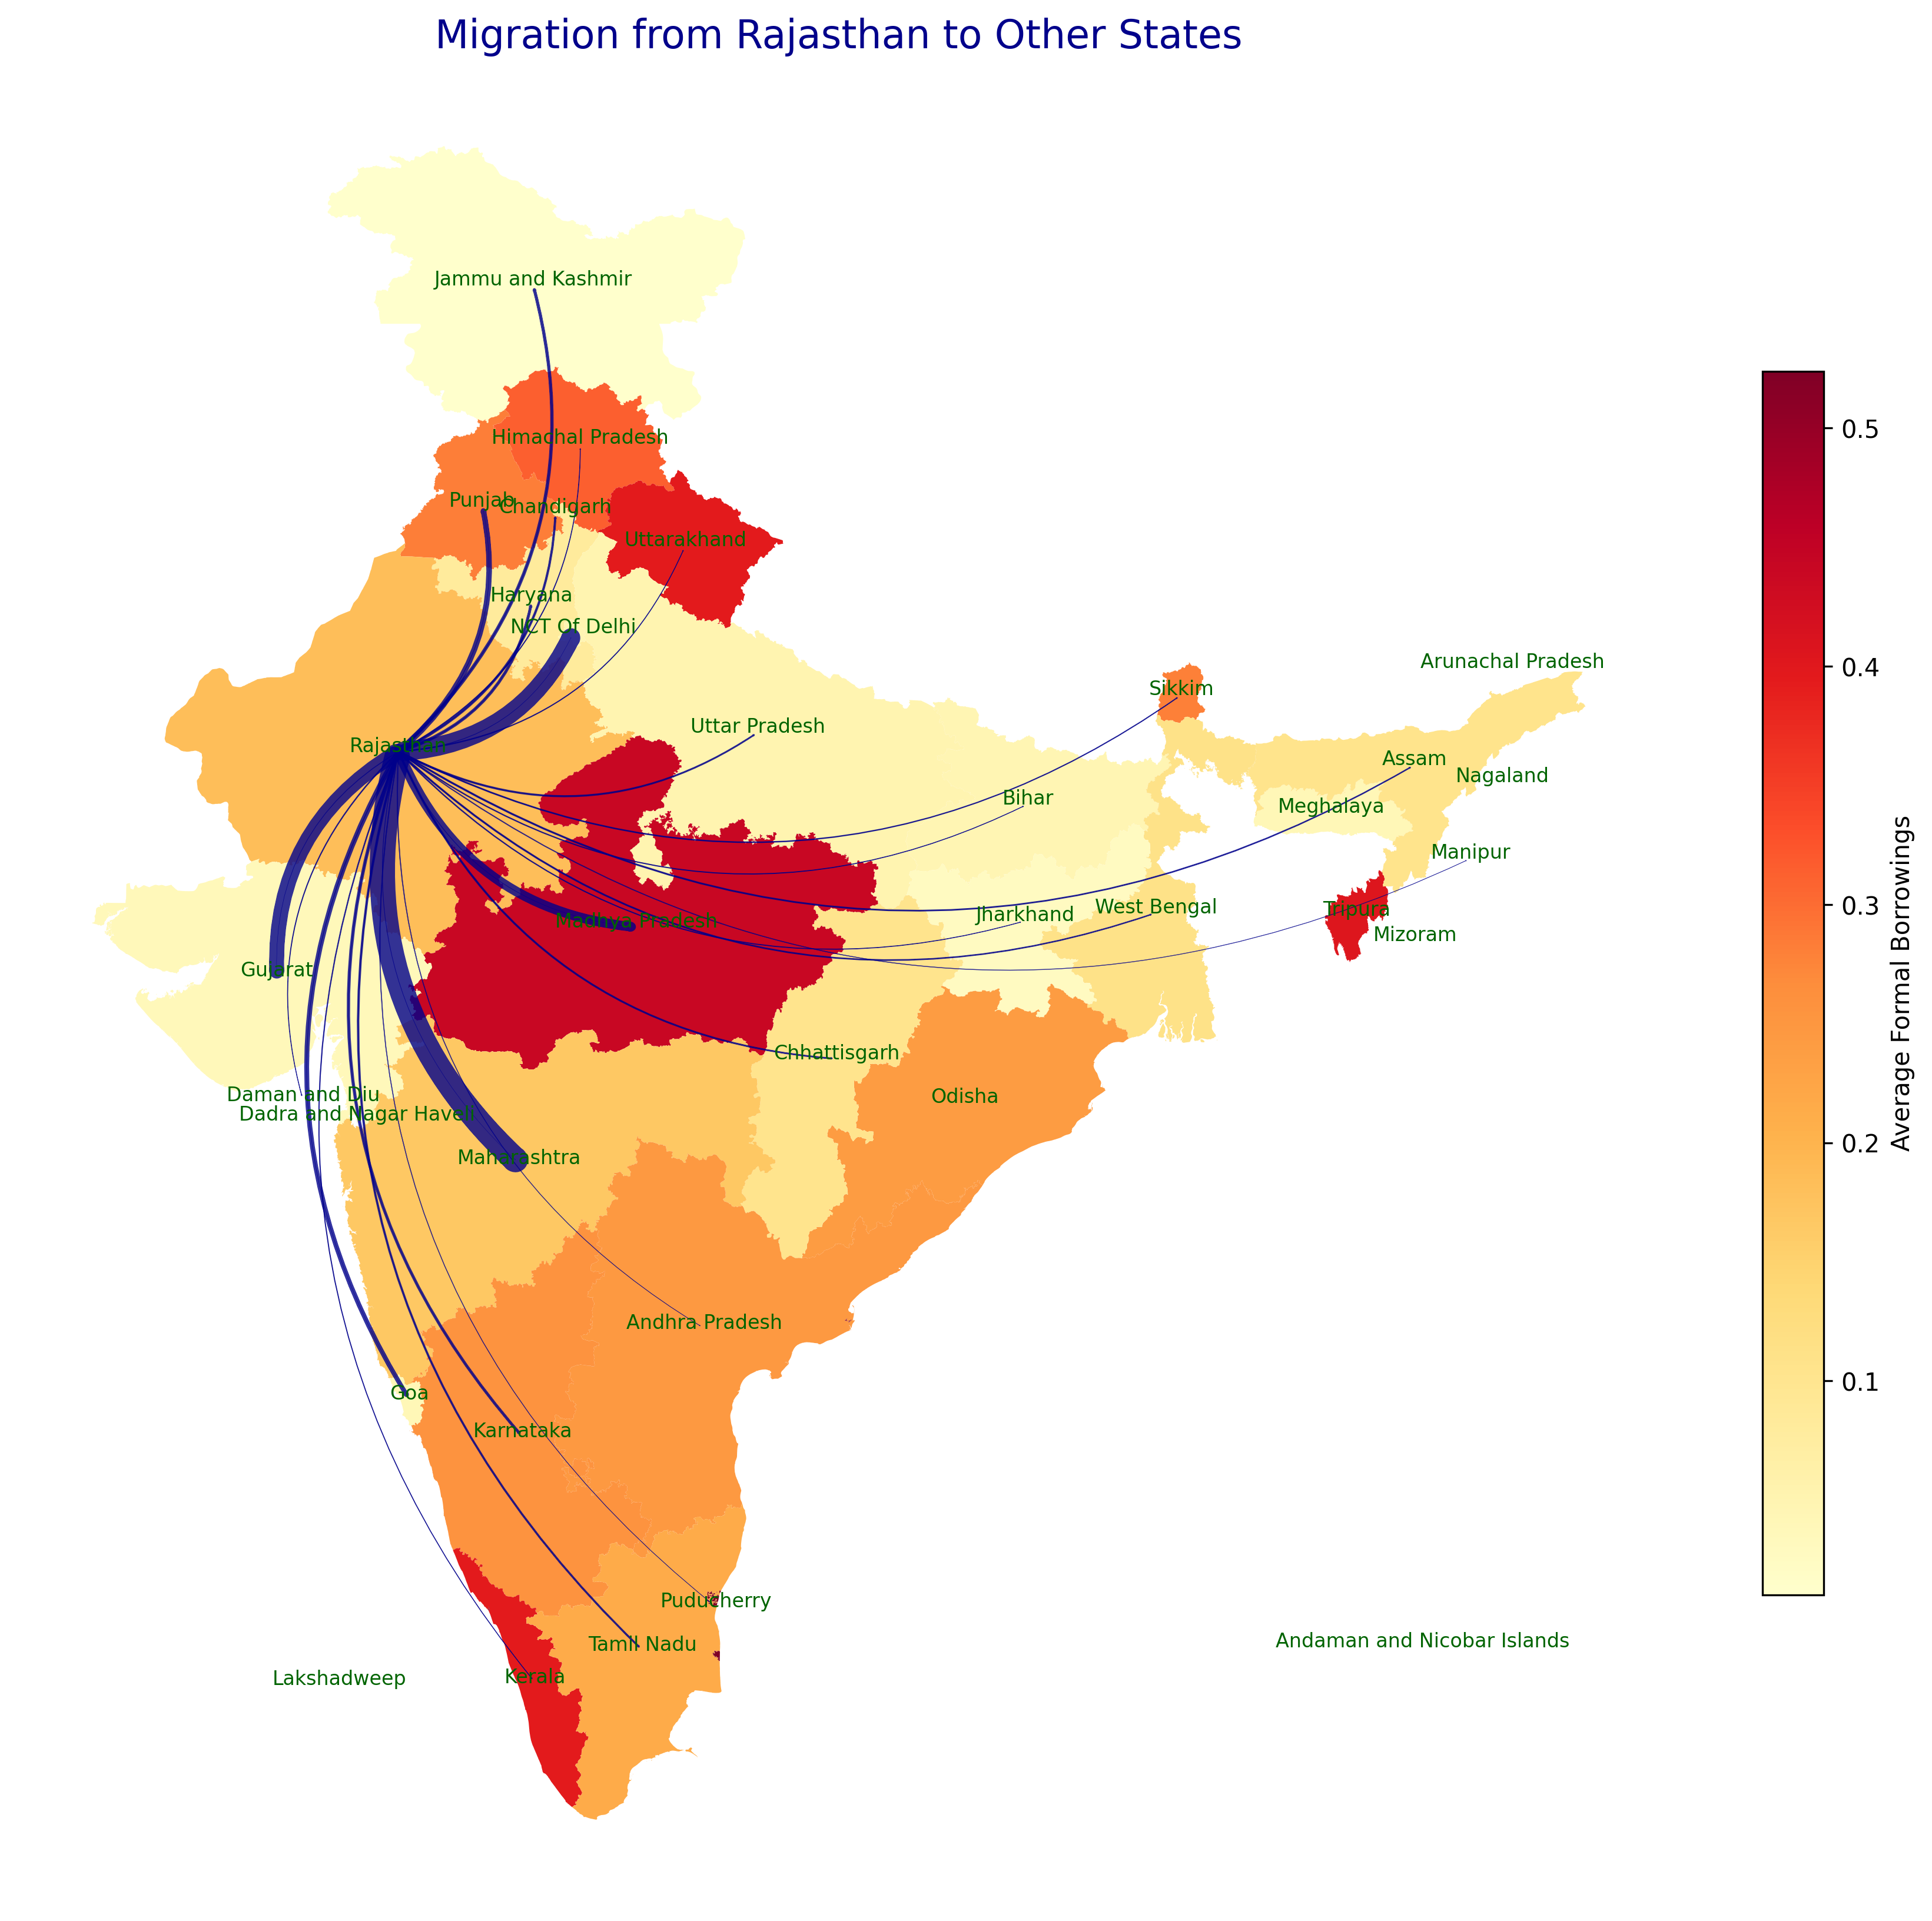 Migration from Rajasthan to Other States
Jammu and Kashmir
Himachal Pradesh
Punjab
Chandigarh
Uttarakhand
Haryana
NCT Of Delhi
Arunachal Pradesh
Sikkim
Uttar Pradesh
Rajasthan
Assam
Nagaland
Bihar
Meghalaya
Manipur
West Bengal
Tripura
Jharkhand
Madhya Pradesh
Mizoram
Gujarat
Chhattisgarh
Daman and Diu
Odisha
Dadra and Nagar Haveli
Maharashtra
Andhra Pradesh
Goa
Karnataka
Puducherry
Andaman and Nicobar Islands
Tamil Nadu
Kerala
Lakshadweep
0.5
0.4
0.3
0.2
0.1
Average Formal Borrowings